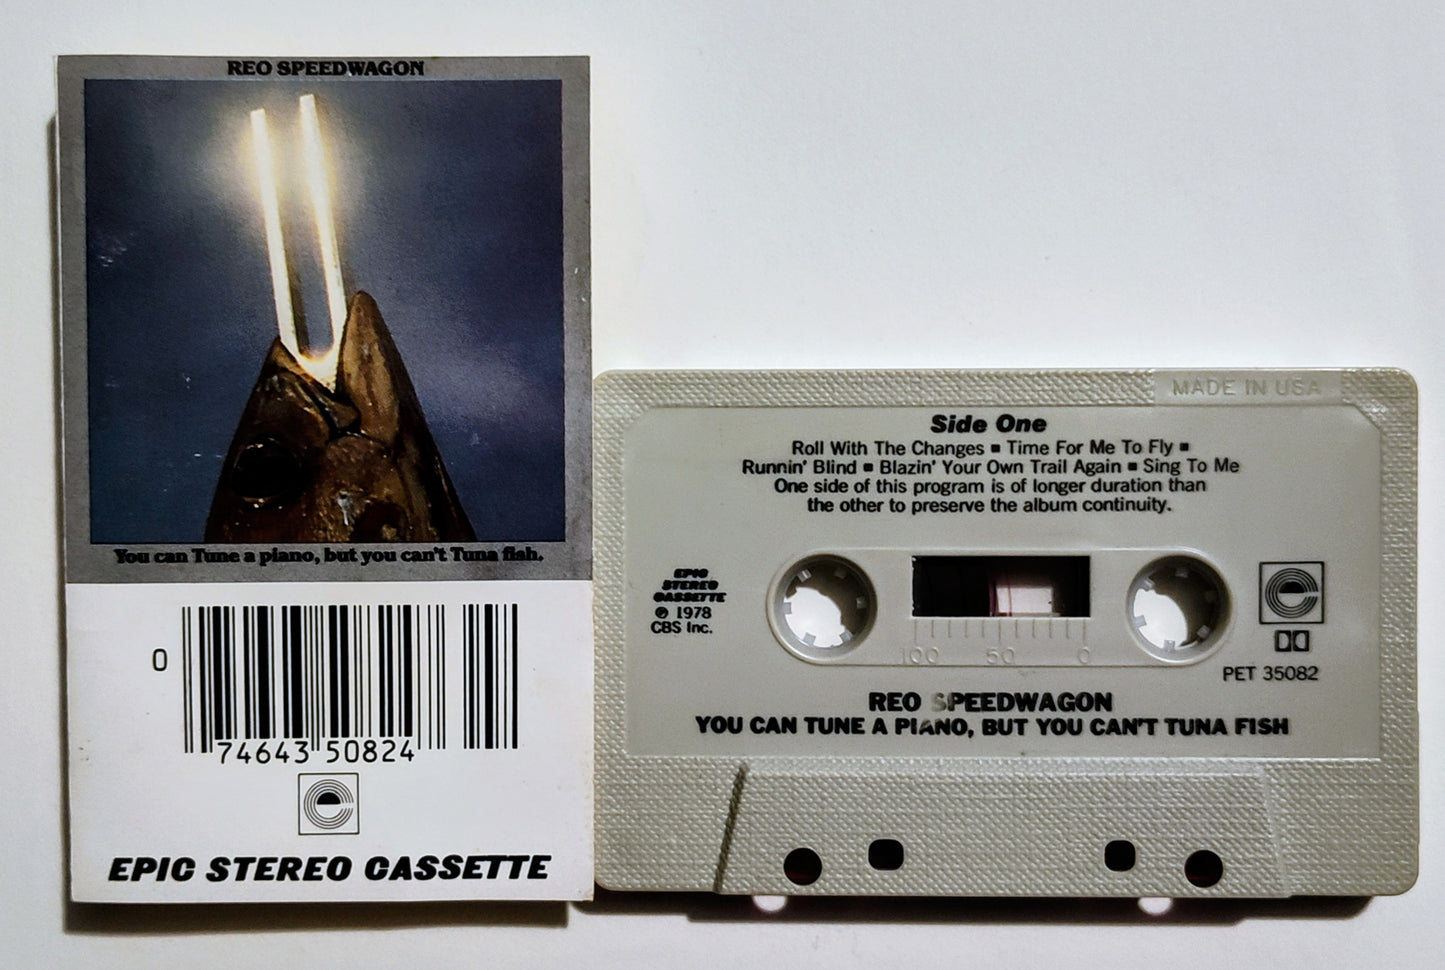 REO SPEEDWAGON
You can Tune a piano, but you can't Tuna fish.
0
74643 50824
EPIC STEREO CASSETTE
MADE IN USA
Side One
Roll With The Changes ▪ Time For Me To Fly ▪
Runnin' Blind ▪ Blazin' Your Own Trail Again ▪ Sing To Me
One side of this program is of longer duration than
the other to preserve the album continuity.
EPIC
STEREO
CASSETTE
℗ 1978
CBS Inc.
100 50 0
PET 35082
REO SPEEDWAGON
YOU CAN TUNE A PIANO, BUT YOU CAN'T TUNA FISH